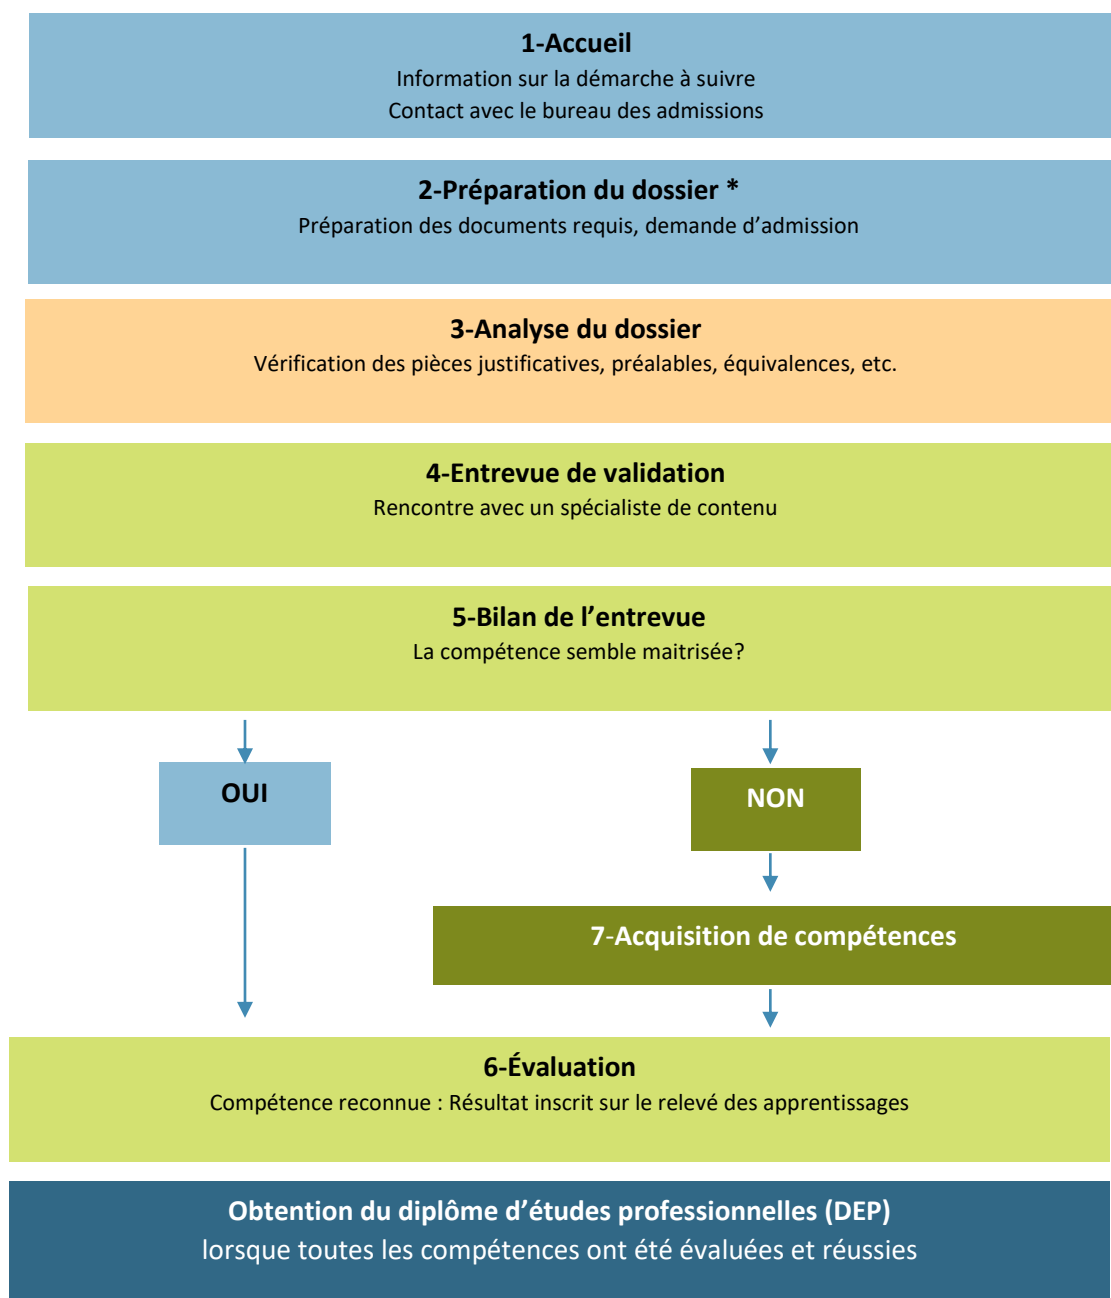 1-Accueil
Information sur la démarche à suivre
Contact avec le bureau des admissions
2-Préparation du dossier *
Préparation des documents requis, demande d’admission
3-Analyse du dossier
Vérification des pièces justificatives, préalables, équivalences, etc.
4-Entrevue de validation
Rencontre avec un spécialiste de contenu
5-Bilan de l’entrevue
La compétence semble maitrisée?
OUI
NON
7-Acquisition de compétences
6-Évaluation
Compétence reconnue : Résultat inscrit sur le relevé des apprentissages
Obtention du diplôme d’études professionnelles (DEP)
lorsque toutes les compétences ont été évaluées et réussies